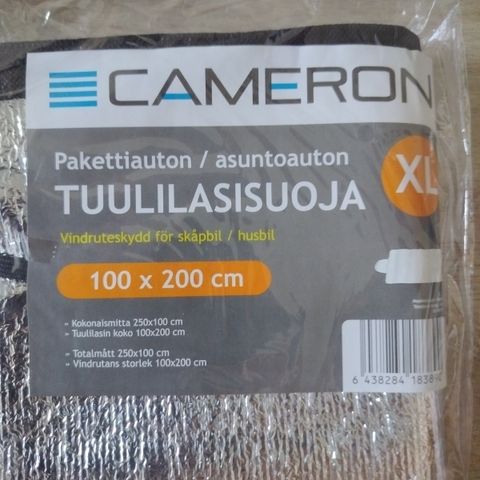 CAMERON
Pakettiauton / asuntoauton
TUULILASISUOJA
XL
Vindruteskydd för skåpbil / husbil
100 x 200 cm
» Kokonaismitta 250x100 cm
» Tuulilasin koko 100x200 cm
» Totalmått 250x100 cm
» Vindrutans storlek 100x200 cm